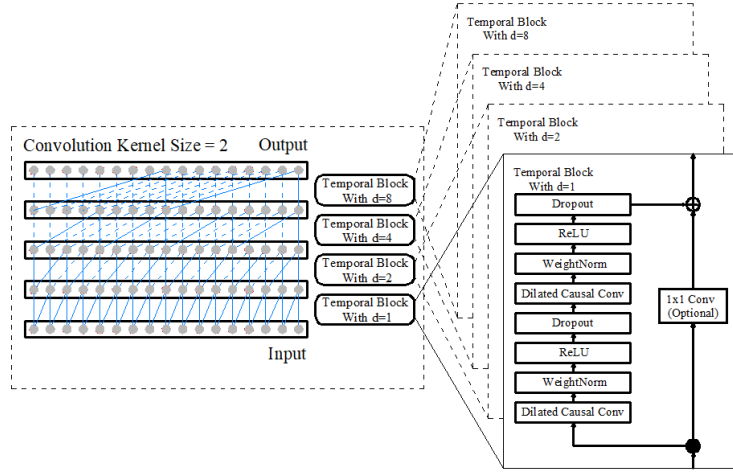 Convolution Kernel Size = 2
Output
Temporal Block
With d=8
Temporal Block
With d=4
Temporal Block
With d=2
Temporal Block
With d=1
Input
Temporal Block
With d=8
Temporal Block
With d=4
Temporal Block
With d=2
Temporal Block
With d=1
Dropout
ReLU
WeightNorm
Dilated Causal Conv
Dropout
ReLU
WeightNorm
Dilated Causal Conv
1x1 Conv
(Optional)